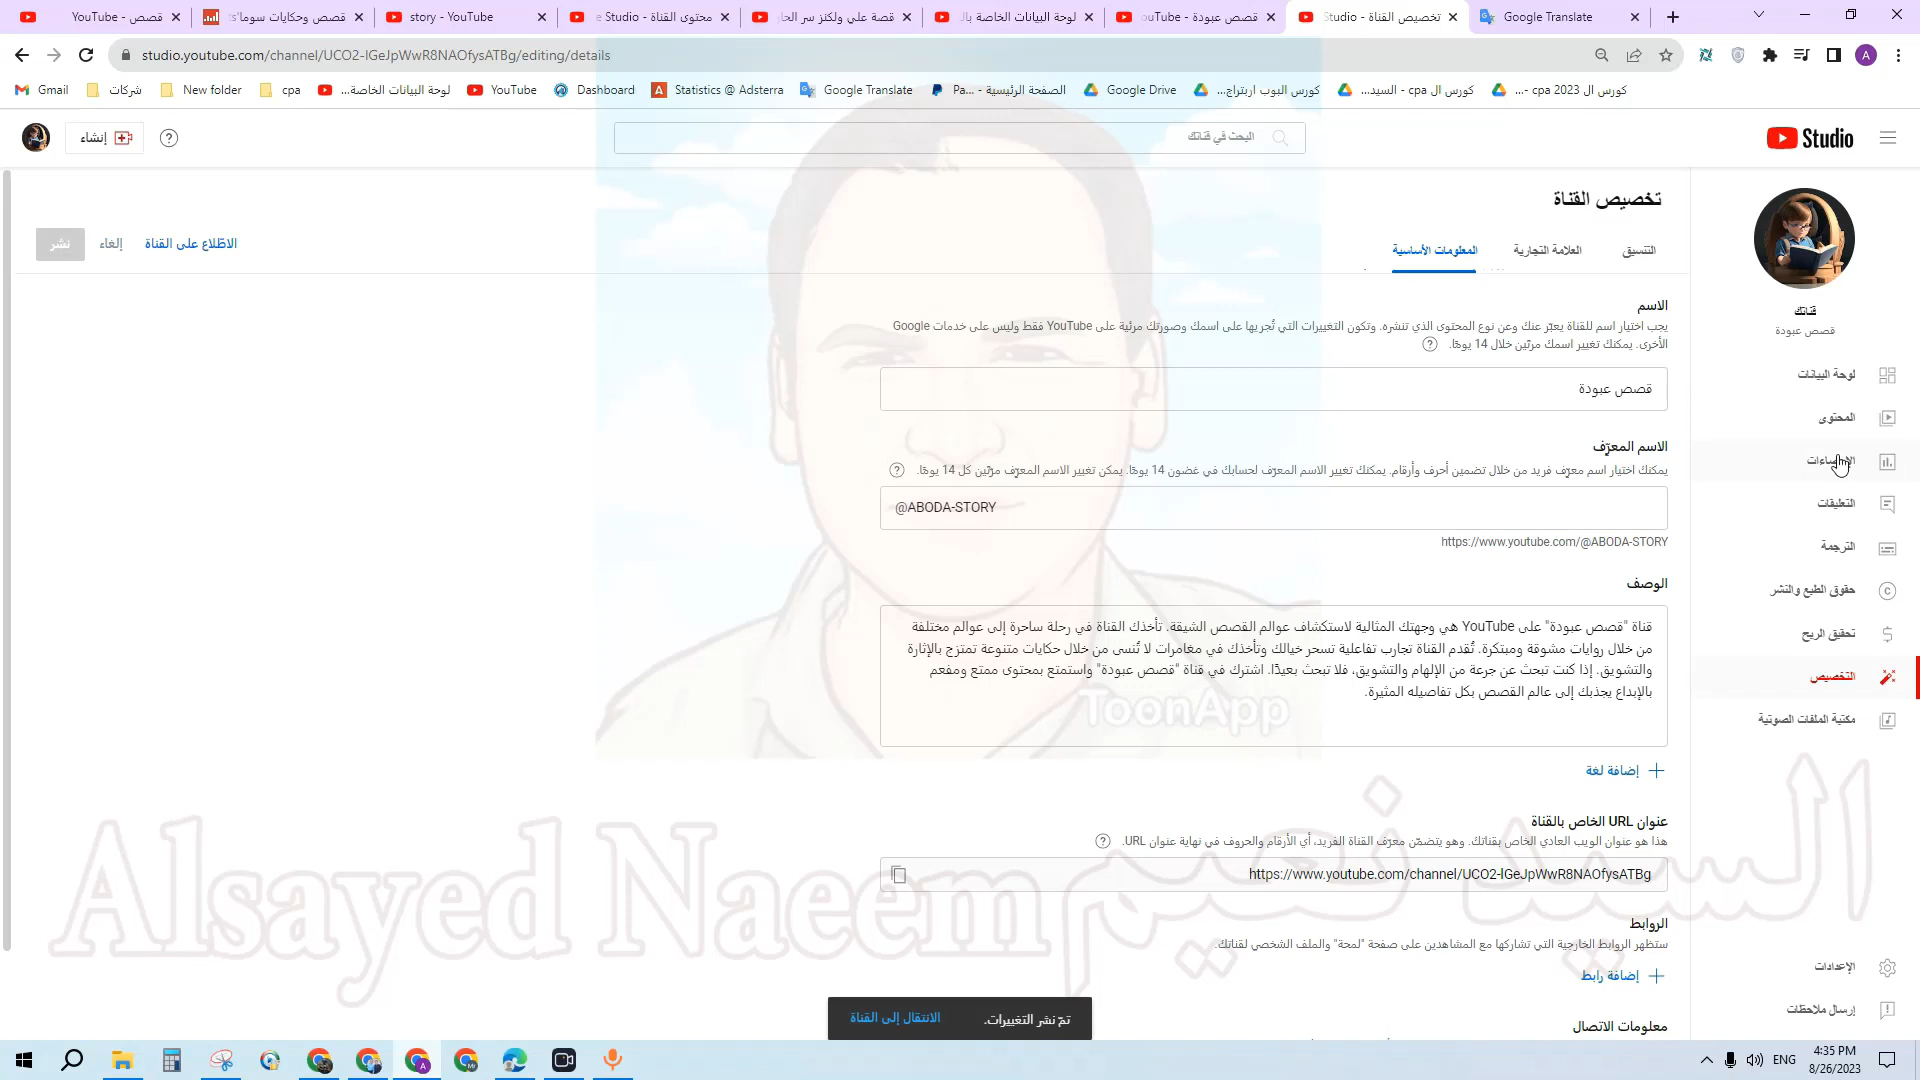 قصص - YouTube
قصص وحكايات سوما's
story - YouTube
محتوى القناة - e Studio
قصة علي ولكنز سر الحا
لوحة البيانات الخاصة بال
قصص عبودة - ouTube
تخصيص القناة - Studio
Google Translate
studio.youtube.com/channel/UCO2-lGeJpWwR8NAOfysATBg/editing/details
A
Gmail
شركات
New folder
cpa
لوحة البيانات الخاصة...
YouTube
Dashboard
Statistics @ Adsterra
Google Translate
الصفحة الرئيسية - Pa...
Google Drive
كورس البوب اربتراج...
كورس ال cpa - السيد...
كورس ال cpa 2023 -...
Studio
البحث في قناتك
إنشاء
تخصيص القناة
التنسيق
العلامة التجارية
المعلومات الأساسية
الاطّلاع على القناة
إلغاء
نشر
قناتك
قصص عبودة
لوحة البيانات
المحتوى
التعليقات
الترجمة
حقوق الطبع والنشر
تحقيق الربح
التخصيص
مكتبة الملفات الصوتية
الإعدادات
إرسال ملاحظات
الاسم
يجب اختيار اسم للقناة يعبّر عنك وعن نوع المحتوى الذي تنشره. وتكون التغييرات التي تُجريها على اسمك وصورتك مرئية على YouTube فقط وليس على خدمات Google
الأخرى. يمكنك تغيير اسمك مرّتين خلال 14 يومًا.
قصص عبودة
الاسم المعرِّف
يمكنك اختيار اسم معرِّف فريد من خلال تضمين أحرف وأرقام. يمكنك تغيير الاسم المعرّف لحسابك في غضون 14 يومًا. يمكن تغيير الاسم المعرّف مرّتين كل 14 يومًا.
@ABODA-STORY
https://www.youtube.com/@ABODA-STORY
الوصف
قناة "قصص عبودة" على YouTube هي وجهتك المثالية لاستكشاف عوالم القصص الشيقة. تأخذك القناة في رحلة ساحرة إلى عوالم مختلفة
من خلال روايات مشوقة ومبتكرة. تُقدم القناة تجارب تفاعلية تسحر خيالك وتأخذك في مغامرات لا تُنسى من خلال حكايات متنوعة تمتزج بالإثارة
والتشويق. إذا كنت تبحث عن جرعة من الإلهام والتشويق، فلا تبحث بعيدًا. اشترك في قناة "قصص عبودة" واستمتع بمحتوى ممتع ومفعم
بالإبداع يجذبك إلى عالم القصص بكل تفاصيله المثيرة.
ToonApp
إضافة لغة
عنوان URL الخاص بالقناة
هذا هو عنوان الويب العادي الخاص بقناتك. وهو يتضمّن معرّف القناة الفريد، أي الأرقام والحروف في نهاية عنوان URL.
https://www.youtube.com/channel/UCO2-lGeJpWwR8NAOfysATBg
Alsayed Naeem
السيد نعيم
الروابط
ستظهر الروابط الخارجية التي تشاركها مع المشاهدين على صفحة "لمحة" والملف الشخصي لقناتك.
إضافة رابط
معلومات الاتصال
تمّ نشر التغييرات.
الانتقال إلى القناة
ENG
4:35 PM
8/26/2023